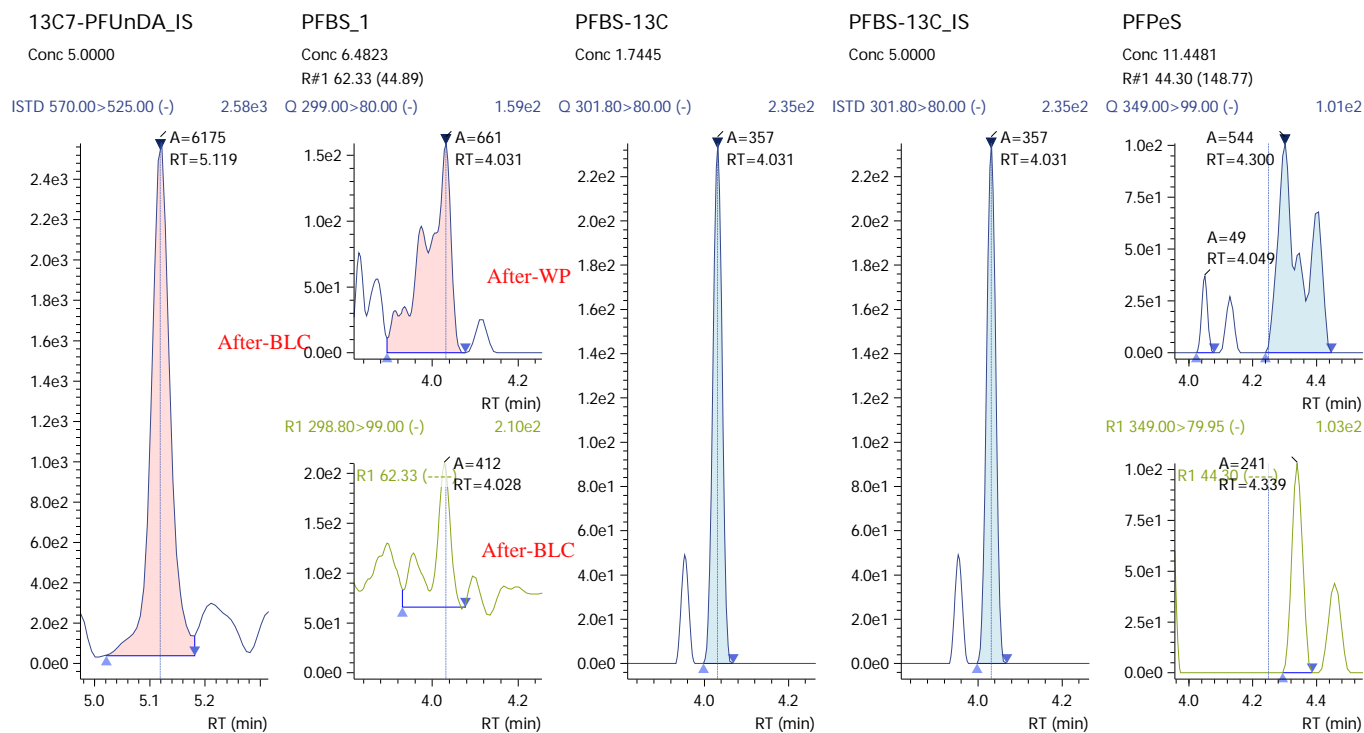 13C7-PFUnDA_IS
Conc 5.0000
ISTD 570.00>525.00 (-) 2.58e3
A=6175
RT=5.119
2.4e3
2.2e3
2.0e3
1.8e3
1.6e3
1.4e3
1.2e3
1.0e3
8.0e2
6.0e2
4.0e2
2.0e2
0.0e0
After-BLC
5.0 5.1 5.2
RT (min)
PFBS_1
Conc 6.4823
R#1 62.33 (44.89)
Q 299.00>80.00 (-) 1.59e2
A=661
RT=4.031
1.5e2
1.0e2
5.0e1
0.0e0
After-WP
4.0 4.2
RT (min)
R1 298.80>99.00 (-) 2.10e2
A=412
R1 62.33 (----)
RT=4.028
2.0e2
1.5e2
1.0e2
5.0e1
0.0e0
After-BLC
4.0 4.2
RT (min)
PFBS-13C
Conc 1.7445
Q 301.80>80.00 (-) 2.35e2
A=357
RT=4.031
2.2e2
2.0e2
1.8e2
1.6e2
1.4e2
1.2e2
1.0e2
8.0e1
6.0e1
4.0e1
2.0e1
0.0e0
4.0 4.2
RT (min)
PFBS-13C_IS
Conc 5.0000
ISTD 301.80>80.00 (-) 2.35e2
A=357
RT=4.031
2.2e2
2.0e2
1.8e2
1.6e2
1.4e2
1.2e2
1.0e2
8.0e1
6.0e1
4.0e1
2.0e1
0.0e0
4.0 4.2
RT (min)
PFPeS
Conc 11.4481
R#1 44.30 (148.77)
Q 349.00>99.00 (-) 1.01e2
A=544
RT=4.300
A=49
RT=4.049
1.0e2
7.5e1
5.0e1
2.5e1
0.0e0
4.0 4.2 4.4
RT (min)
R1 349.00>79.95 (-) 1.03e2
A=241
R1 44.30 (----)
RT=4.339
1.0e2
7.5e1
5.0e1
2.5e1
0.0e0
4.0 4.2 4.4
RT (min)